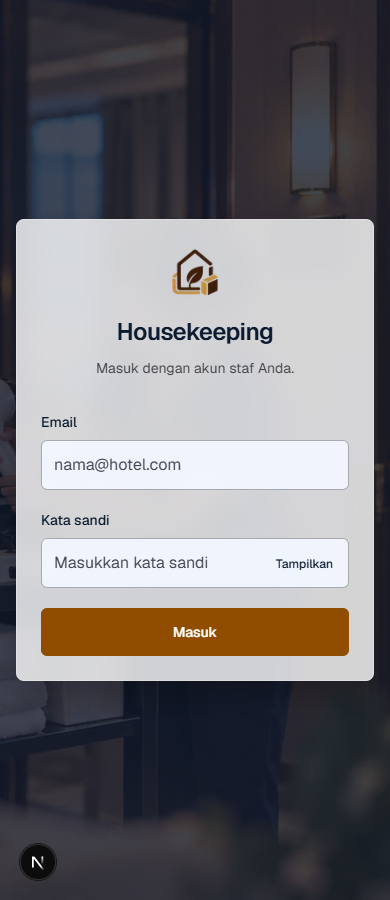 Housekeeping
Masuk dengan akun staf Anda.
Email
nama@hotel.com
Kata sandi
Masukkan kata sandi
Tampilkan
Masuk
N